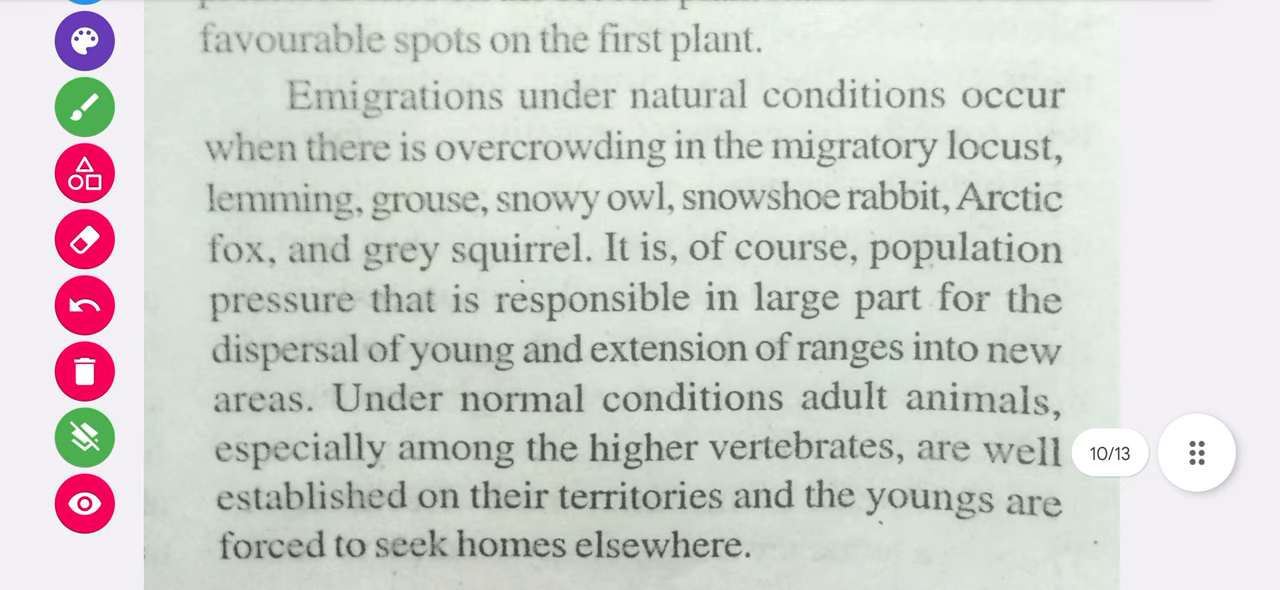 favourable spots on the first plant.
Emigrations under natural conditions occur
when there is overcrowding in the migratory locust,
lemming, grouse, snowy owl, snowshoe rabbit, Arctic
fox, and grey squirrel. It is, of course, population
pressure that is responsible in large part for the
dispersal of young and extension of ranges into new
areas. Under normal conditions adult animals,
especially among the higher vertebrates, are well
10/13
established on their territories and the youngs are
forced to seek homes elsewhere.